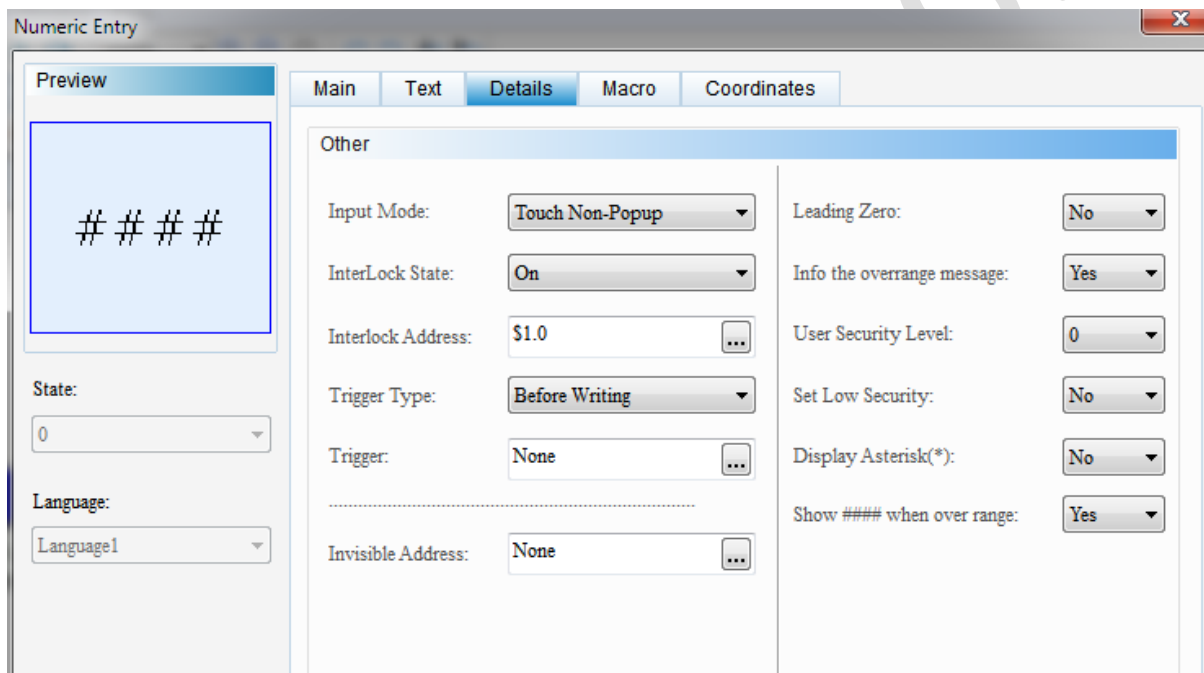 Numeric Entry
Preview
# # # #
State:
0
Language:
Language1
Main Text Details Macro Coordinates
Other
Input Mode: Touch Non-Popup
InterLock State: On
Interlock Address: $1.0 ...
Trigger Type: Before Writing
Trigger: None ...
Invisible Address: None ...
Leading Zero: No
Info the overrange message: Yes
User Security Level: 0
Set Low Security: No
Display Asterisk(*): No
Show #### when over range: Yes